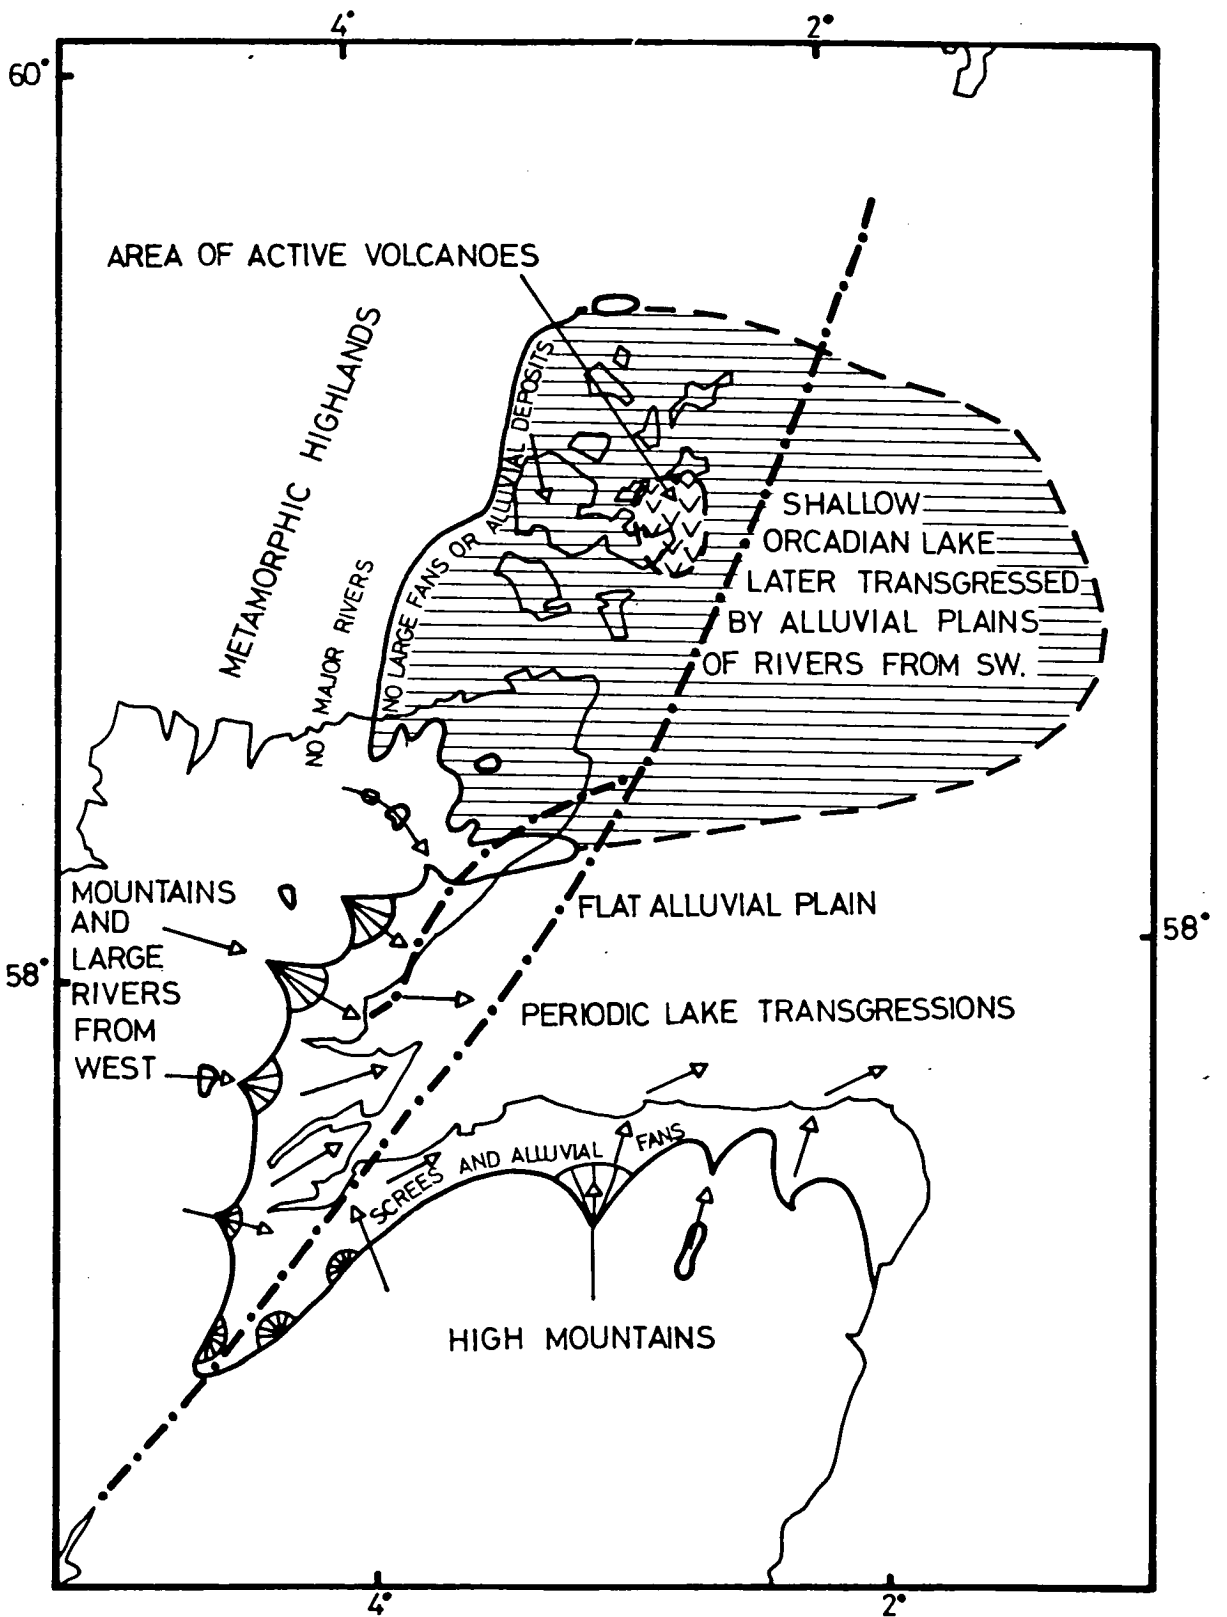 4°
2°
60°
AREA OF ACTIVE VOLCANOES
METAMORPHIC HIGHLANDS
NO MAJOR RIVERS
NO LARGE FANS OR ALLUVIAL DEPOSITS
SHALLOW
ORCADIAN LAKE
LATER TRANSGRESSED
BY ALLUVIAL PLAINS
OF RIVERS FROM SW.
MOUNTAINS
AND
LARGE
RIVERS
FROM
WEST
FLAT ALLUVIAL PLAIN
58°
58°
PERIODIC LAKE TRANSGRESSIONS
SCREES AND ALLUVIAL FANS
HIGH MOUNTAINS
4°
2°